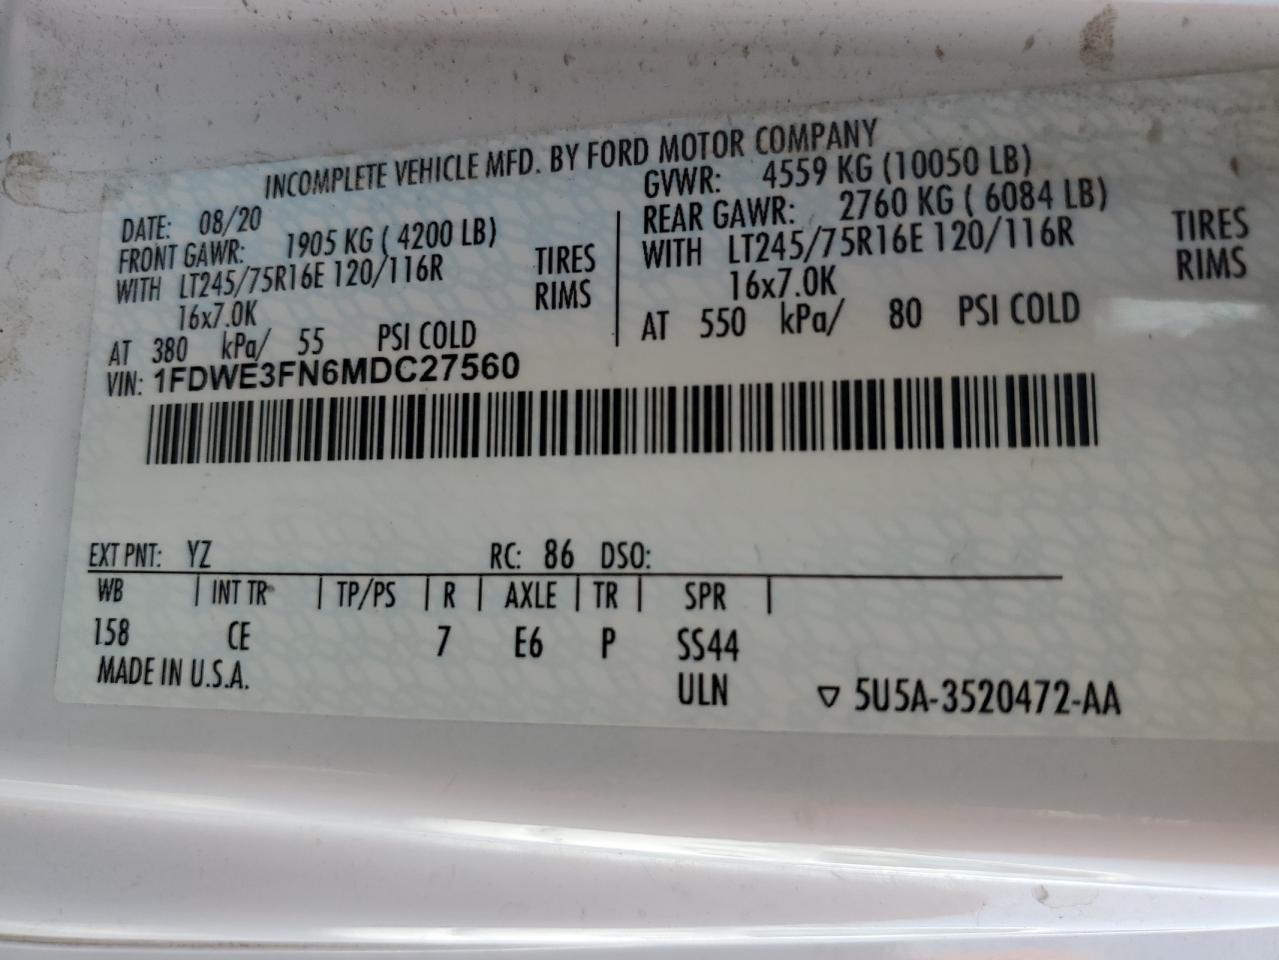 INCOMPLETE VEHICLE MFD. BY FORD MOTOR COMPANY
DATE: 08/20
GVWR: 4559 KG (10050 LB)
FRONT GAWR: 1905 KG ( 4200 LB)
REAR GAWR: 2760 KG ( 6084 LB)
WITH LT245/75R16E 120/116R TIRES
WITH LT245/75R16E 120/116R TIRES
16x7.0K RIMS
16x7.0K RIMS
AT 380 kPa/ 55 PSI COLD
AT 550 kPa/ 80 PSI COLD
VIN: 1FDWE3FN6MDC27560
EXT PNT: YZ RC: 86 DSO:
WB | INT TR | TP/PS | R | AXLE | TR | SPR |
158 CE 7 E6 P SS44
MADE IN U.S.A.
ULN ▽ 5U5A-3520472-AA